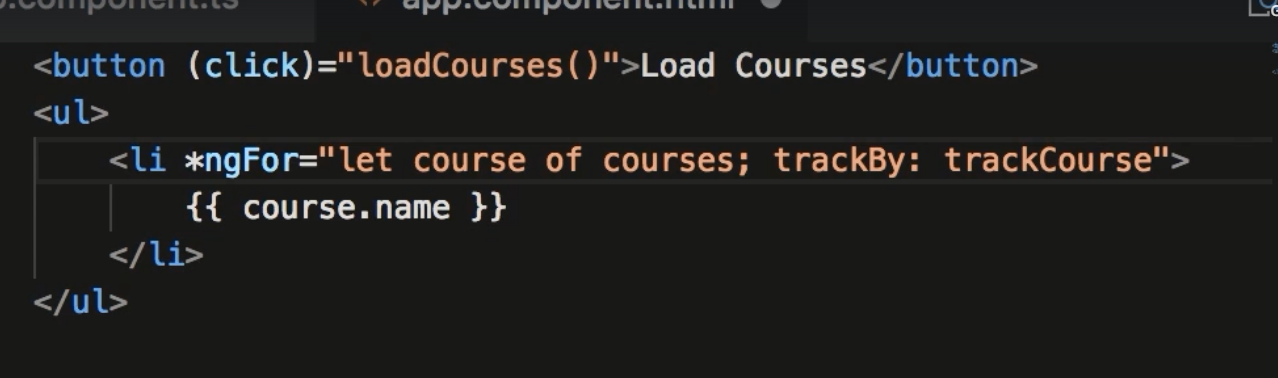 .component.ts <> app.component.html
<button (click)="loadCourses()">Load Courses</button>
<ul>
    <li *ngFor="let course of courses; trackBy: trackCourse">
        {{ course.name }}
    </li>
</ul>